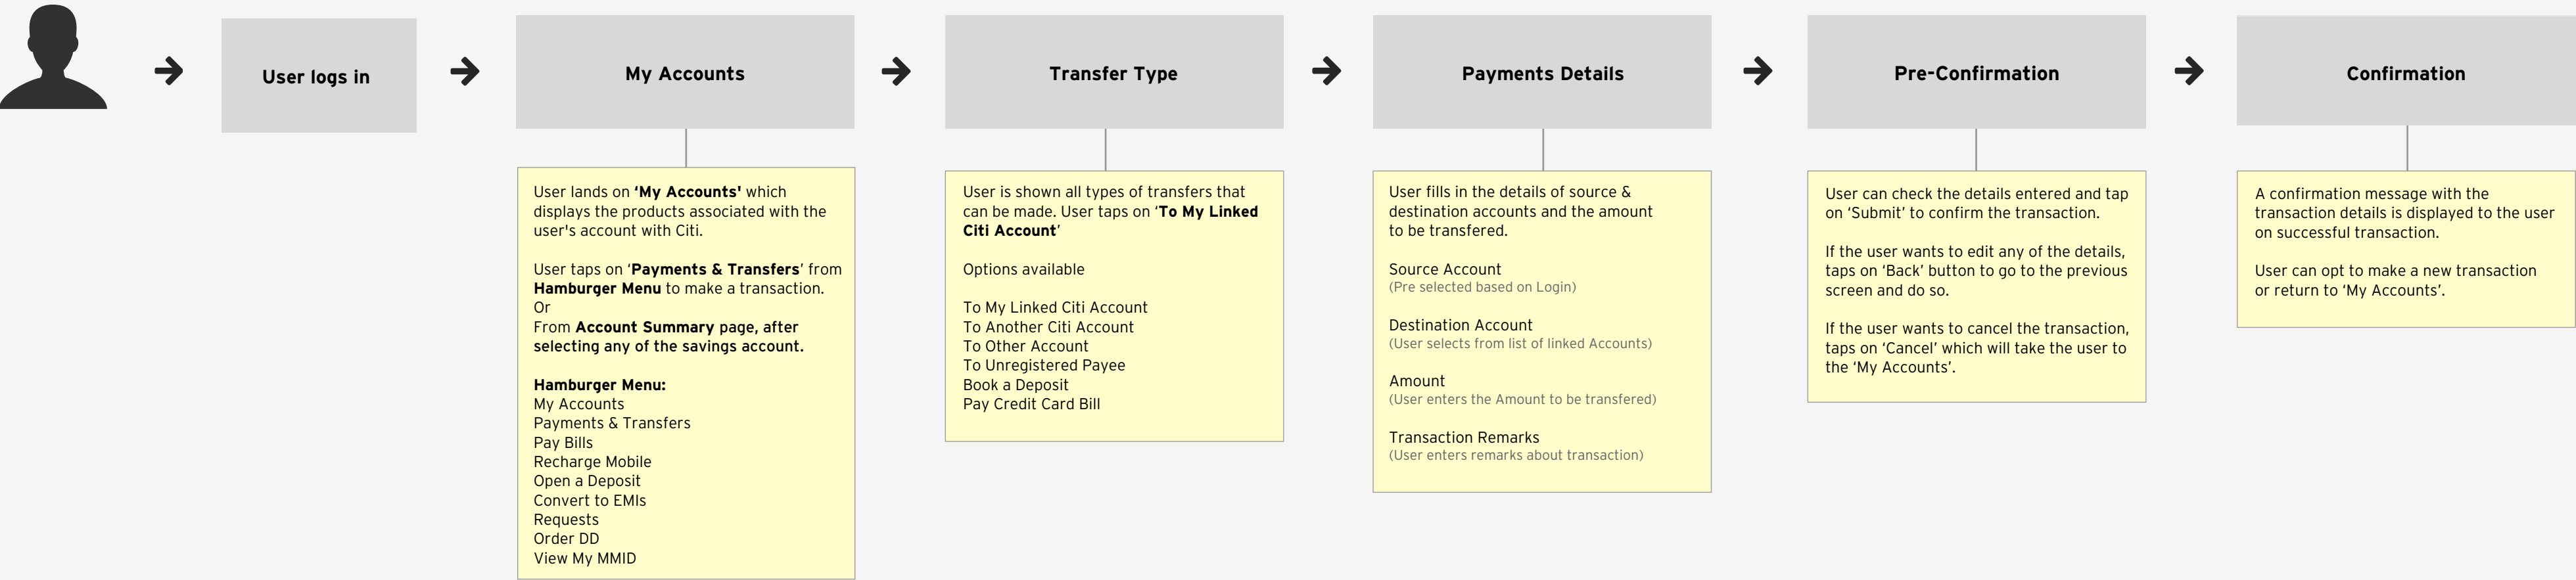 User logs in
My Accounts
Transfer Type
Payments Details
Pre-Confirmation
Confirmation
User lands on ‘My Accounts' which
displays the products associated with the
user's account with Citi.
User taps on ‘Payments & Transfers’ from
Hamburger Menu to make a transaction.
Or
From Account Summary page, after
selecting any of the savings account.
Hamburger Menu:
My Accounts
Payments & Transfers
Pay Bills
Recharge Mobile
Open a Deposit
Convert to EMIs
Requests
Order DD
View My MMID
User is shown all types of transfers that
can be made. User taps on ‘To My Linked
Citi Account’
Options available
To My Linked Citi Account
To Another Citi Account
To Other Account
To Unregistered Payee
Book a Deposit
Pay Credit Card Bill
User fills in the details of source &
destination accounts and the amount
to be transfered.
Source Account
(Pre selected based on Login)
Destination Account
(User selects from list of linked Accounts)
Amount
(User enters the Amount to be transfered)
Transaction Remarks
(User enters remarks about transaction)
User can check the details entered and tap
on ‘Submit’ to confirm the transaction.
If the user wants to edit any of the details,
taps on ‘Back’ button to go to the previous
screen and do so.
If the user wants to cancel the transaction,
taps on ‘Cancel’ which will take the user to
the ‘My Accounts’.
A confirmation message with the
transaction details is displayed to the user
on successful transaction.
User can opt to make a new transaction
or return to ‘My Accounts’.